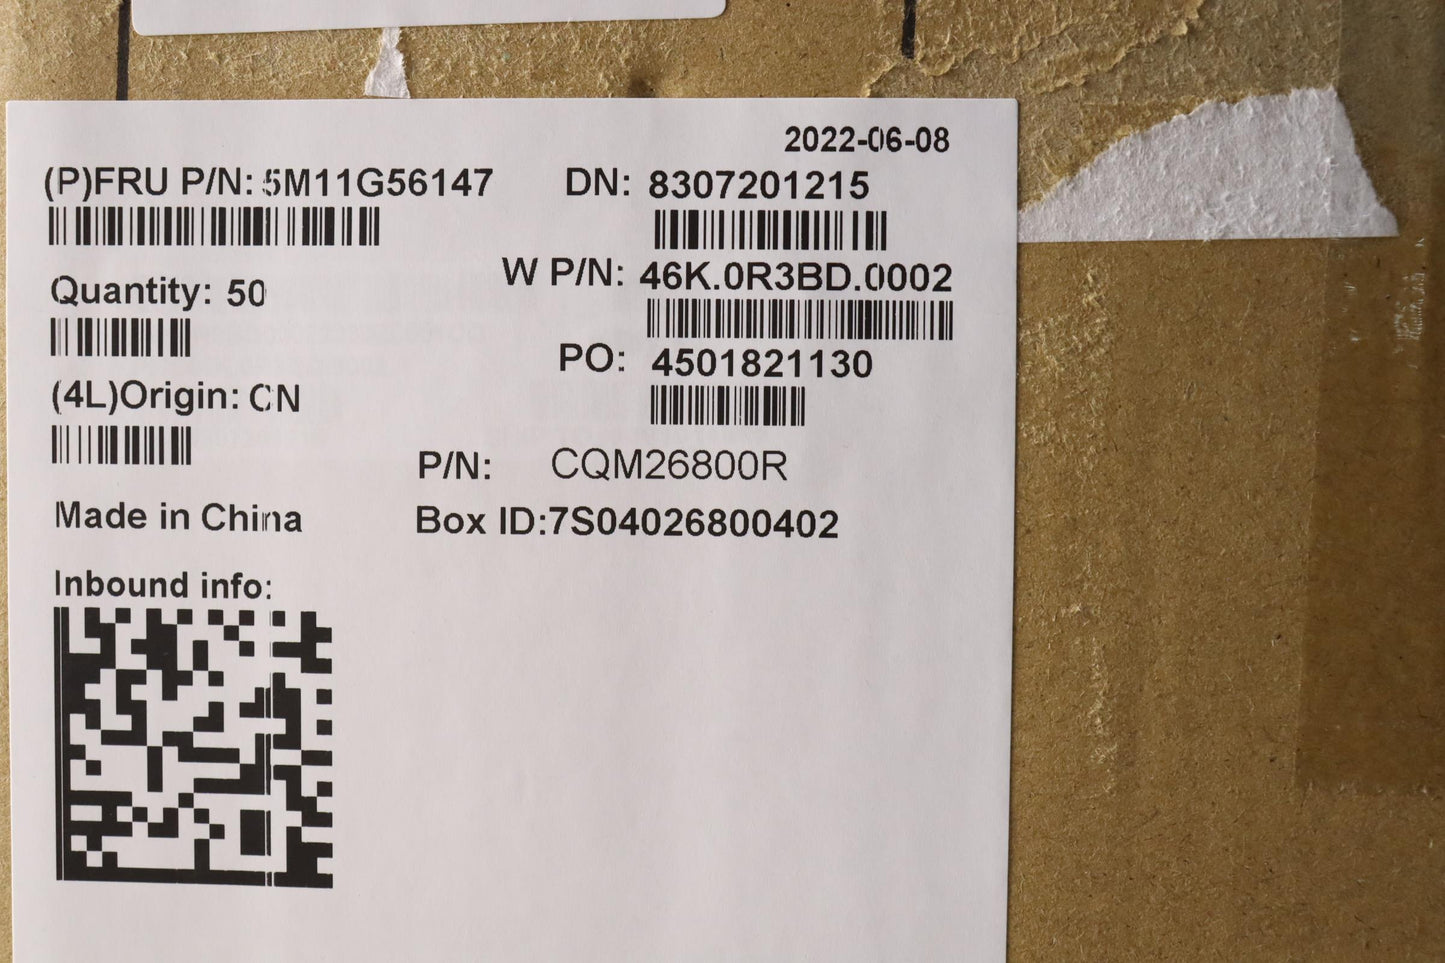 2022-06-08
(P)FRU P/N: 5M11G56147 DN: 8307201215
W P/N: 46K.0R3BD.0002
Quantity: 50
PO: 4501821130
(4L)Origin: CN
P/N: CQM26800R
Made in China Box ID:7S04026800402
Inbound info: